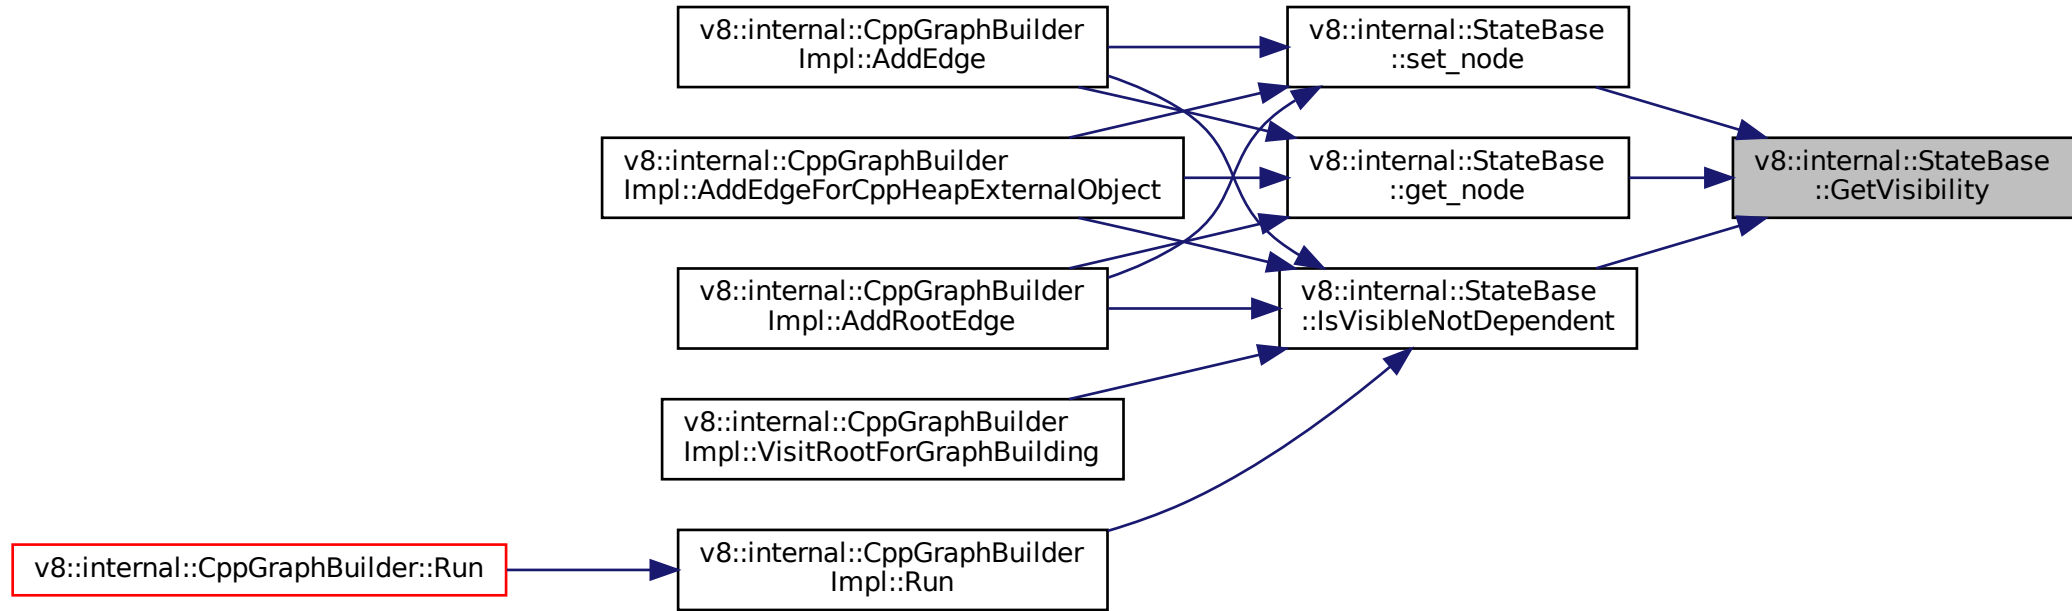 v8::internal::CppGraphBuilder
Impl::AddEdge
v8::internal::StateBase
::set_node
v8::internal::CppGraphBuilder
Impl::AddEdgeForCppHeapExternalObject
v8::internal::StateBase
::get_node
v8::internal::StateBase
::GetVisibility
v8::internal::CppGraphBuilder
Impl::AddRootEdge
v8::internal::StateBase
::IsVisibleNotDependent
v8::internal::CppGraphBuilder
Impl::VisitRootForGraphBuilding
v8::internal::CppGraphBuilder::Run
v8::internal::CppGraphBuilder
Impl::Run